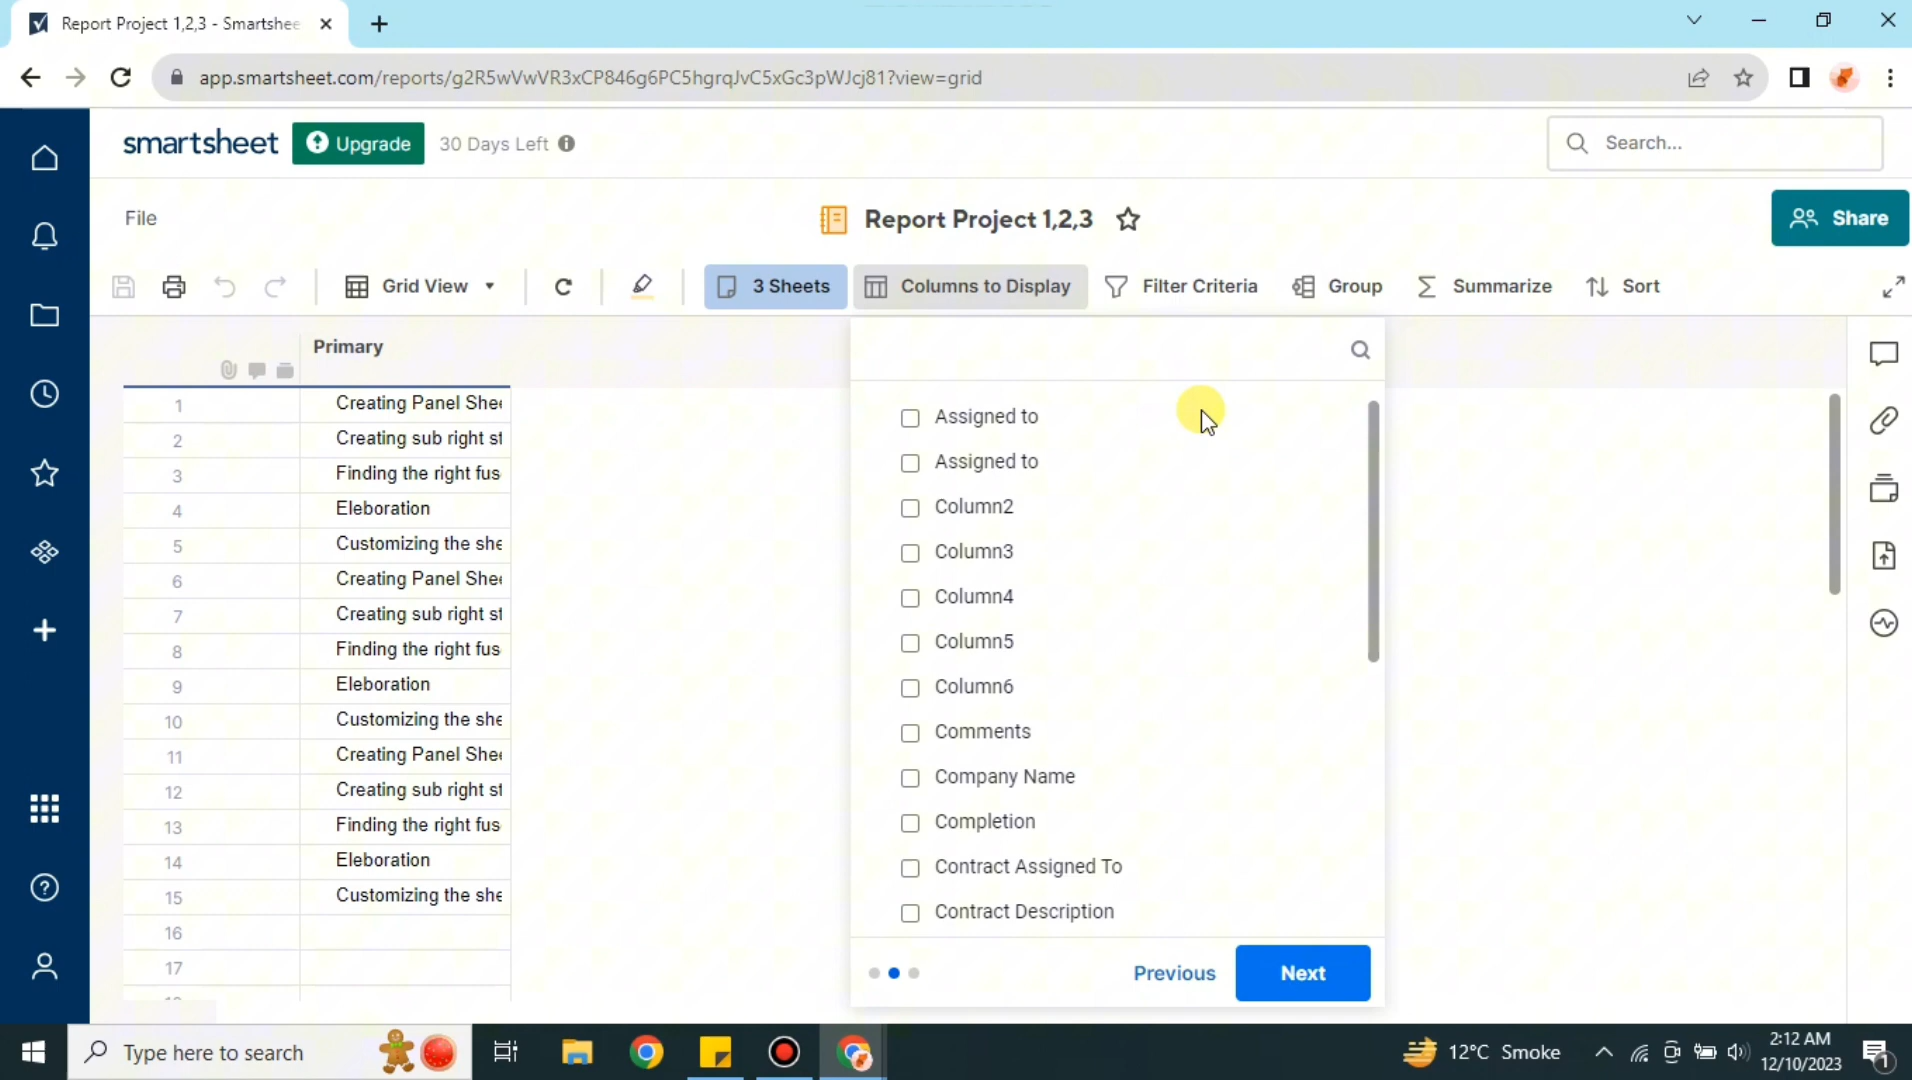 Report Project 1,2,3 - Smartshee
app.smartsheet.com/reports/g2R5wVwVR3xCP846g6PC5hgrqJvC5xGc3pWJcj81?view=grid
smartsheet Upgrade 30 Days Left Search...
File Report Project 1,2,3 Share
Grid View 3 Sheets Columns to Display Filter Criteria Group Summarize Sort
Primary
1 Creating Panel Shee
2 Creating sub right st
3 Finding the right fus
4 Eleboration
5 Customizing the she
6 Creating Panel Shee
7 Creating sub right st
8 Finding the right fus
9 Eleboration
10 Customizing the she
11 Creating Panel Shee
12 Creating sub right st
13 Finding the right fus
14 Eleboration
15 Customizing the she
16
17
Assigned to
Assigned to
Column2
Column3
Column4
Column5
Column6
Comments
Company Name
Completion
Contract Assigned To
Contract Description
Previous Next
Type here to search
12°C Smoke
2:12 AM
12/10/2023
1